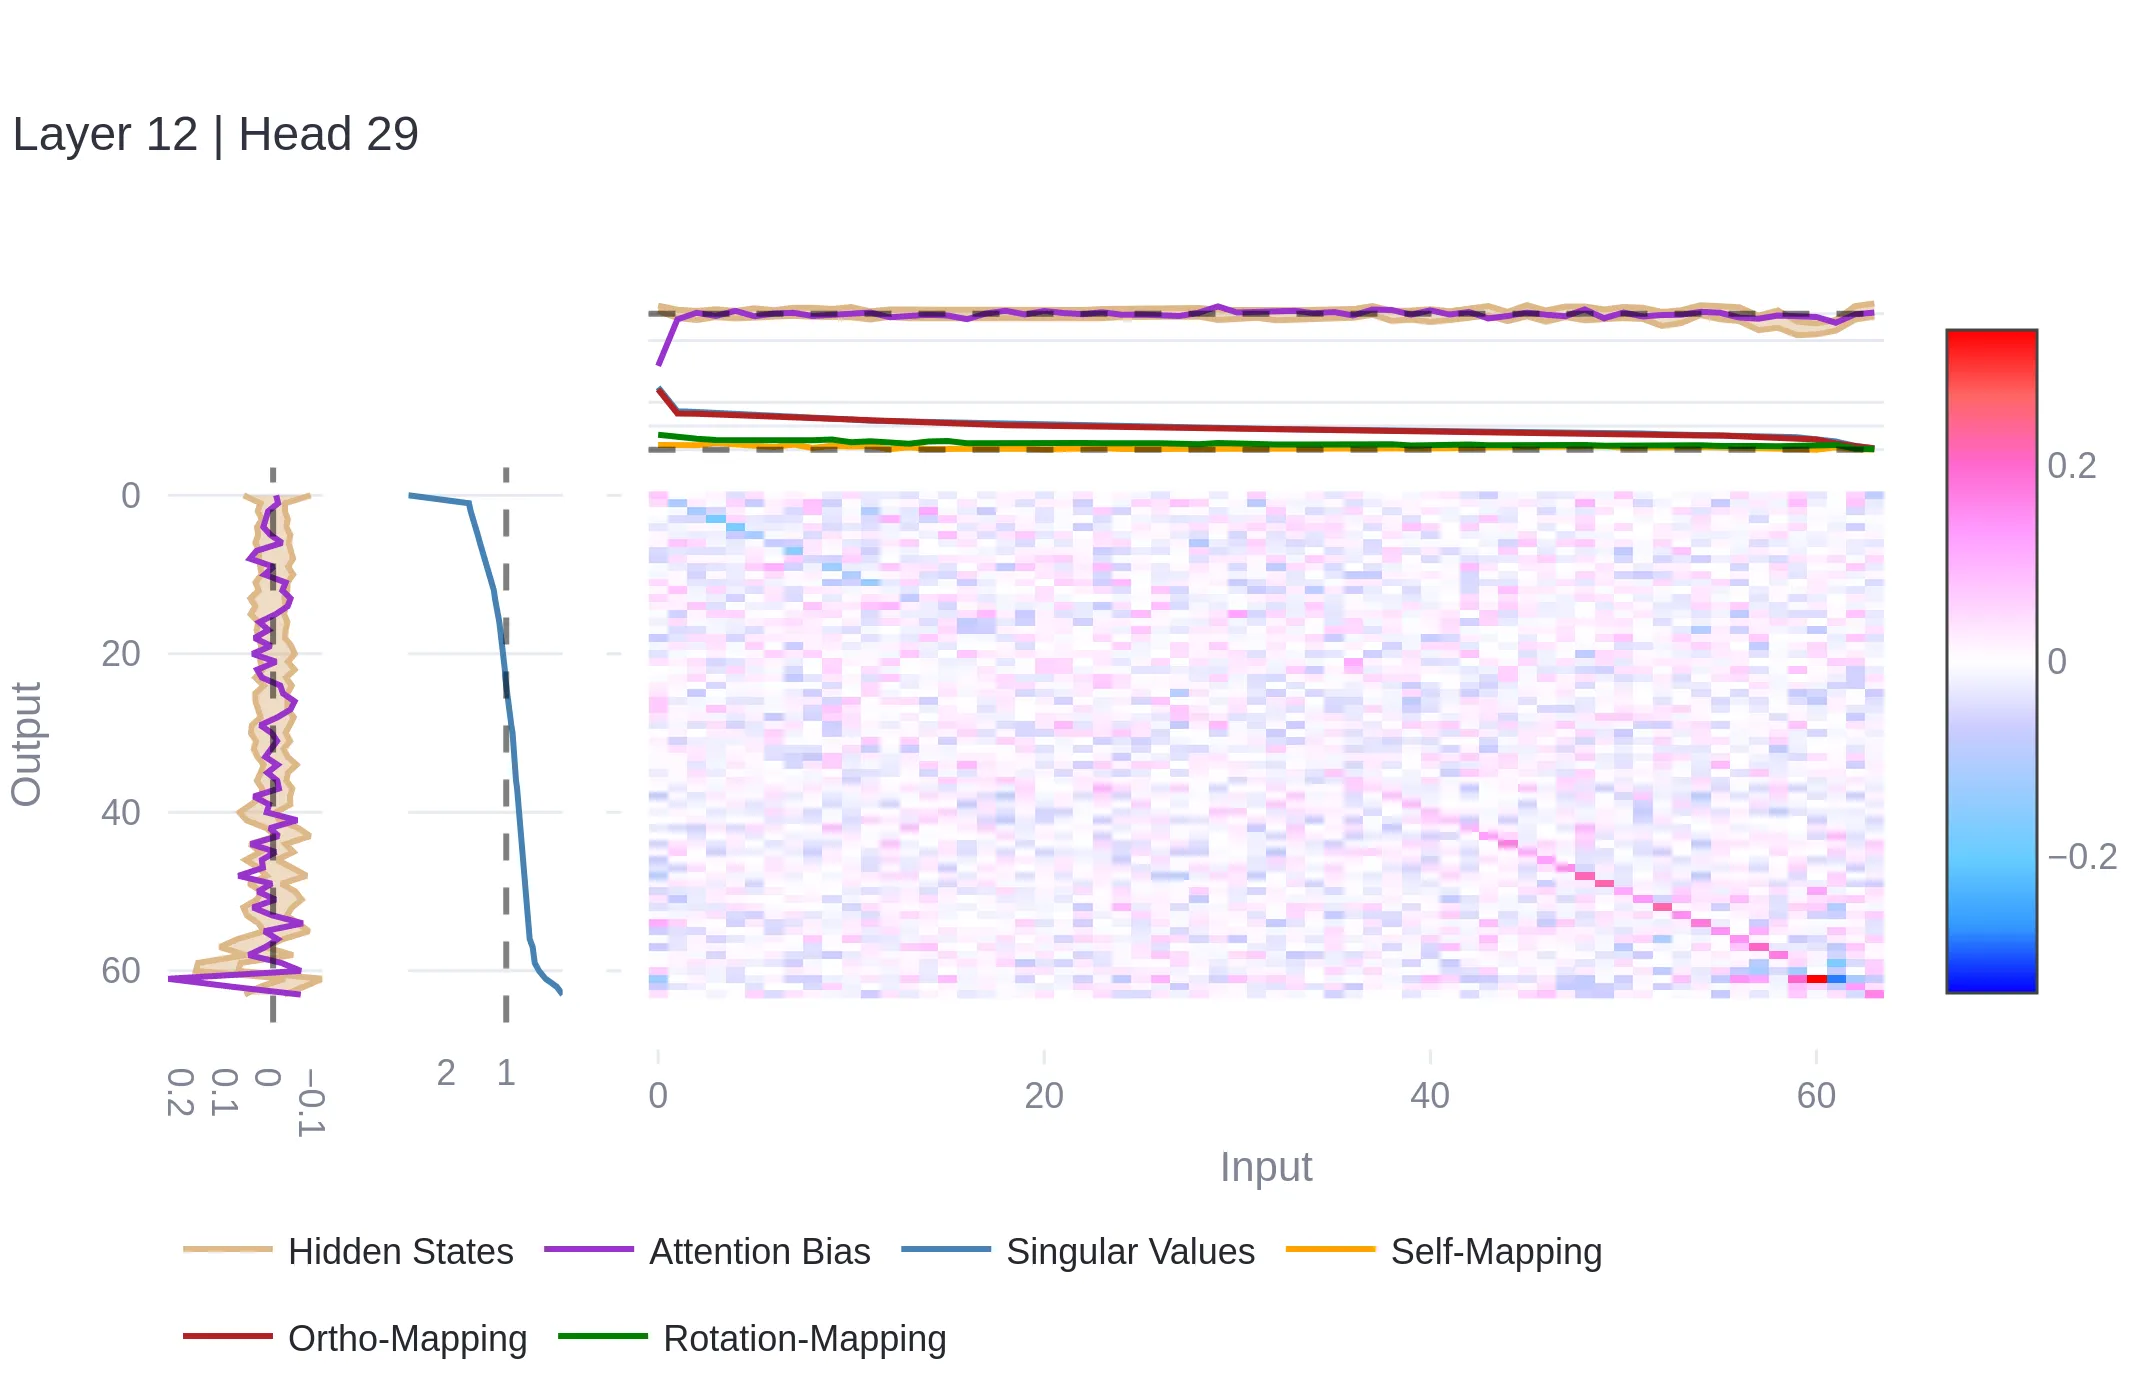 Layer 12 | Head 29
0
20
40
60
Output
0.2
0.1
0
−0.1
2
1
0
20
40
60
Input
0.2
0
−0.2
Hidden States
Attention Bias
Singular Values
Self-Mapping
Ortho-Mapping
Rotation-Mapping